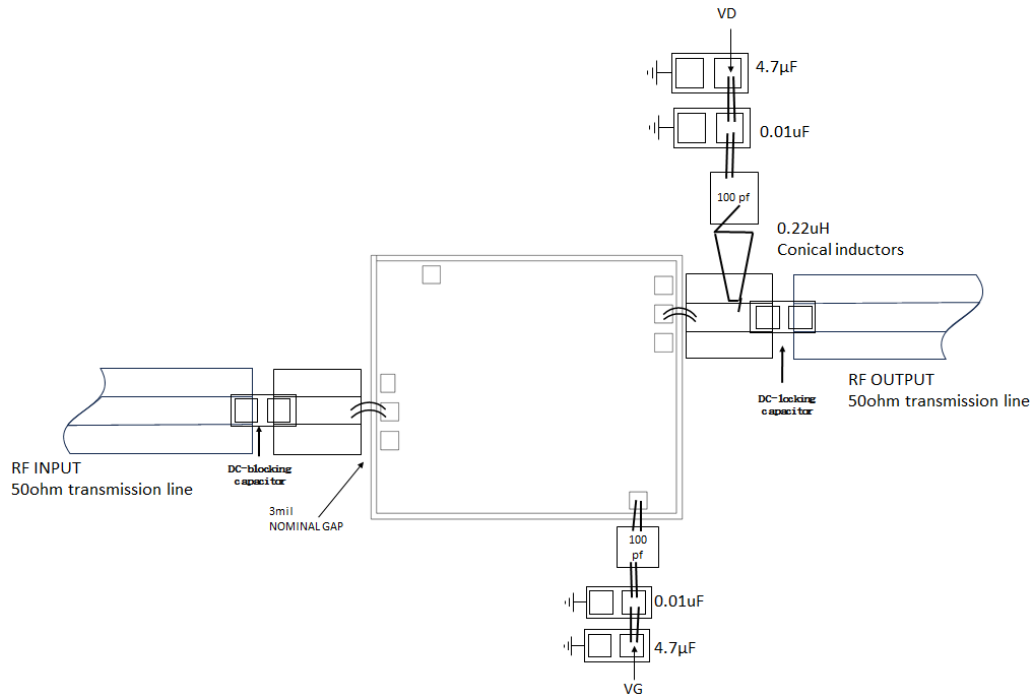 VD
4.7µF
0.01uF
100 pf
0.22uH
Conical inductors
RF OUTPUT
50ohm transmission line
DC-locking
capacitor
RF INPUT
50ohm transmission line
DC-blocking
capacitor
3mil
NOMINAL GAP
100
pf
0.01uF
4.7µF
VG